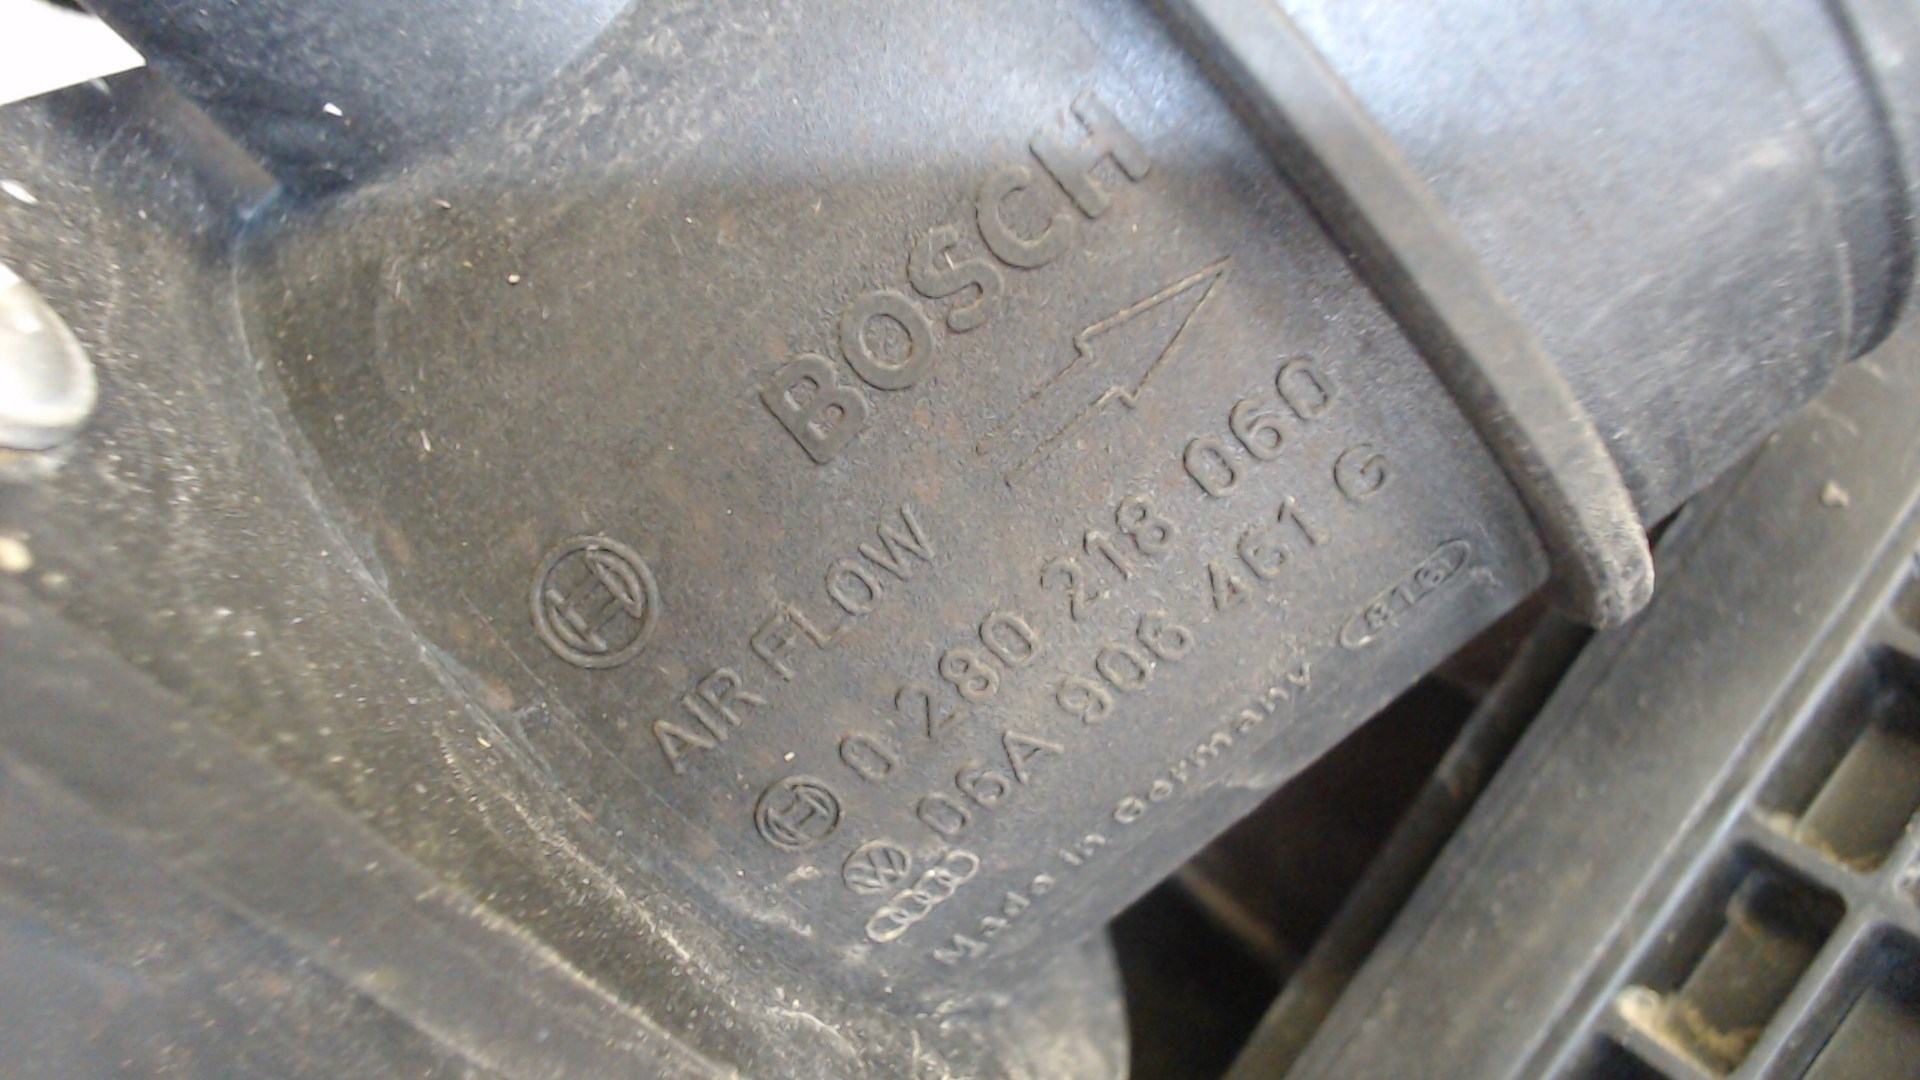 BOSCH
AIR FLOW
0 280 218 060
06A 906 461 G
Made in Germany